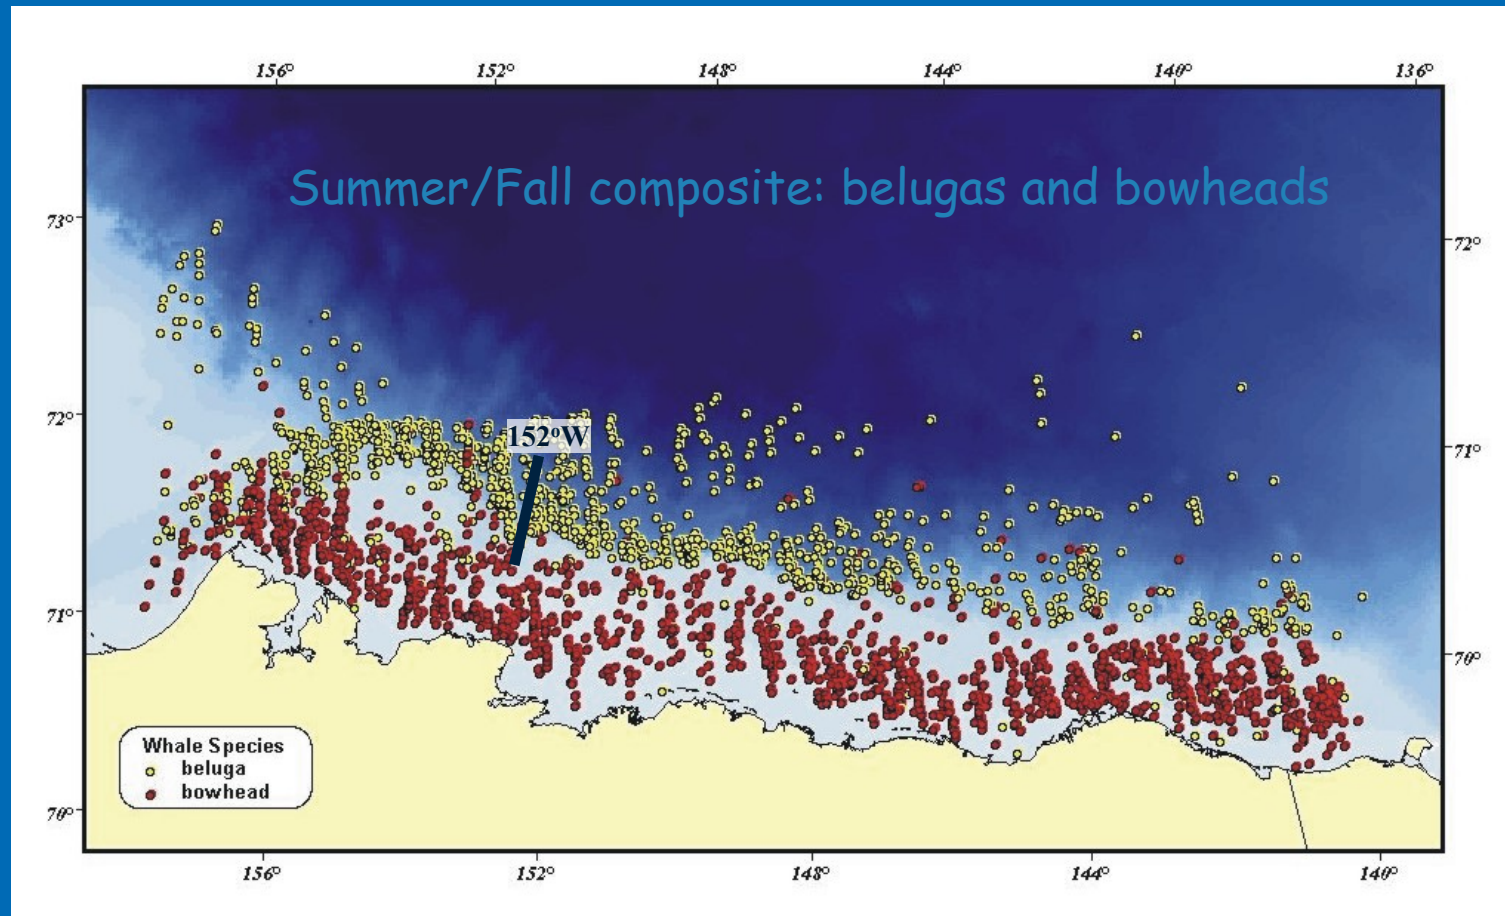 156° 152° 148° 144° 140° 136°
Summer/Fall composite: belugas and bowheads
73°
72°
72°
152°W
71°
71°
70°
Whale Species
beluga
bowhead
70°
156° 152° 148° 144° 140°